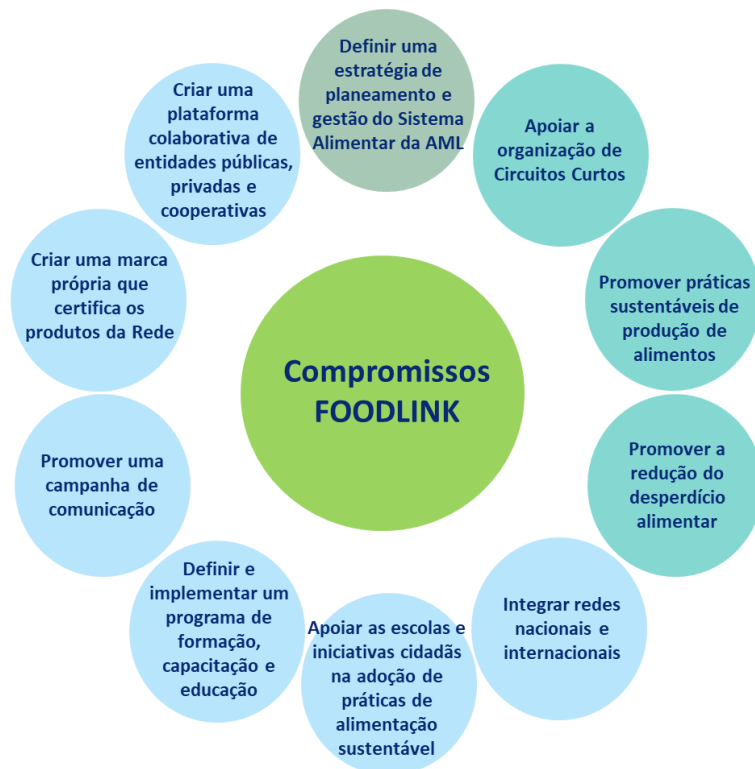 Definir uma
estratégia de
planeamento e
gestão do Sistema
Alimentar da AML
Apoiar a
organização de
Circuitos Curtos
Promover práticas
sustentáveis de
produção de
alimentos
Promover a
redução do
desperdício
alimentar
Integrar redes
nacionais e
internacionais
Apoiar as escolas e
iniciativas cidadãs
na adoção de
práticas de
alimentação
sustentável
Definir e
implementar um
programa de
formação,
capacitação e
educação
Promover uma
campanha de
comunicação
Criar uma marca
própria que
certifica os
produtos da Rede
Criar uma
plataforma
colaborativa de
entidades públicas,
privadas e
cooperativas
Compromissos
FOODLINK